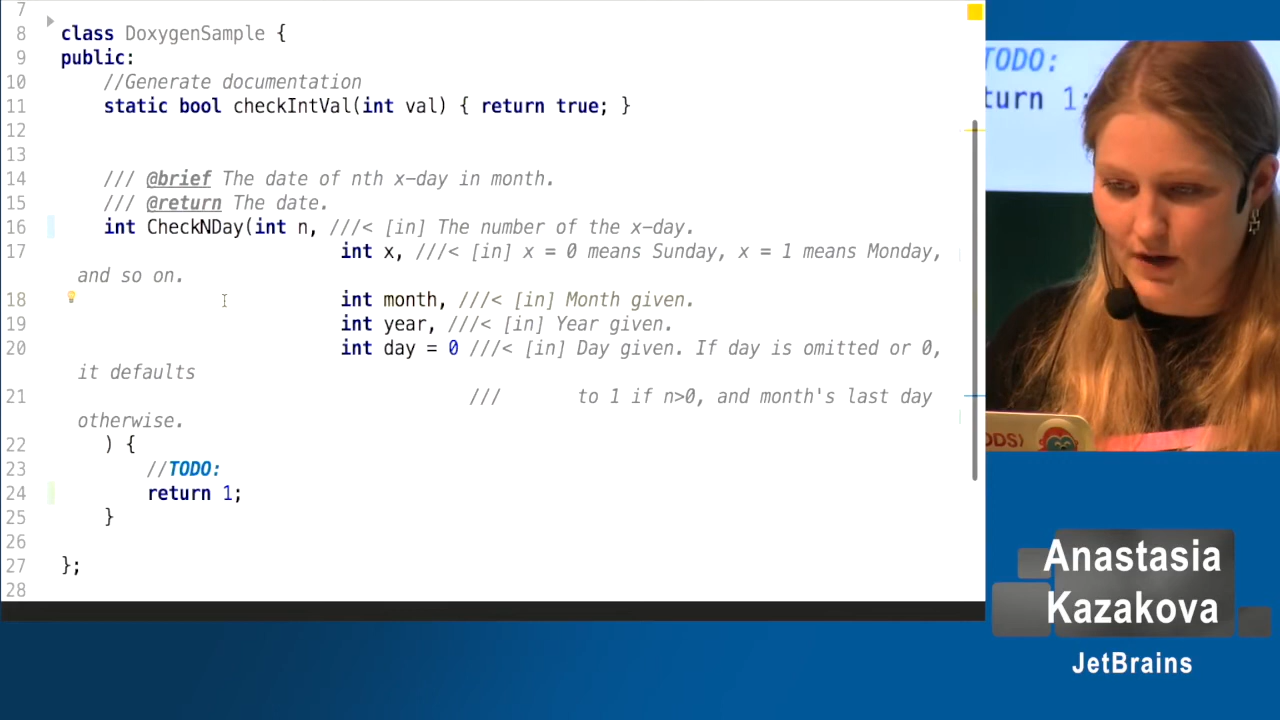 7
8 class DoxygenSample {
9 public:
10 //Generate documentation
11 static bool checkIntVal(int val) { return true; }
12
13
14 /// @brief The date of nth x-day in month.
15 /// @return The date.
16 int CheckNDay(int n, ///< [in] The number of the x-day.
17 int x, ///< [in] x = 0 means Sunday, x = 1 means Monday,
and so on.
18 int month, ///< [in] Month given.
19 int year, ///< [in] Year given.
20 int day = 0 ///< [in] Day given. If day is omitted or 0,
it defaults
21 /// to 1 if n>0, and month's last day
otherwise.
22 ) {
23 //TODO:
24 return 1;
25 }
26
27 };
28
TODO:
turn 1;
ODS)
Anastasia
Kazakova
JetBrains